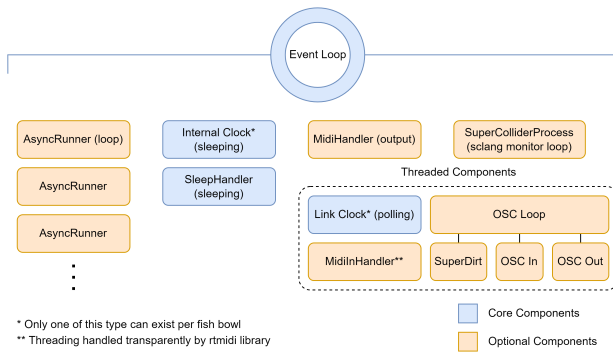 Event Loop
AsyncRunner (loop)
Internal Clock*
(sleeping)
MidiHandler (output)
SuperColliderProcess
(sclang monitor loop)
Threaded Components
AsyncRunner
SleepHandler
(sleeping)
Link Clock* (polling)
OSC Loop
AsyncRunner
MidiInHandler**
SuperDirt
OSC In
OSC Out
* Only one of this type can exist per fish bowl
** Threading handled transparently by rtmidi library
Core Components
Optional Components